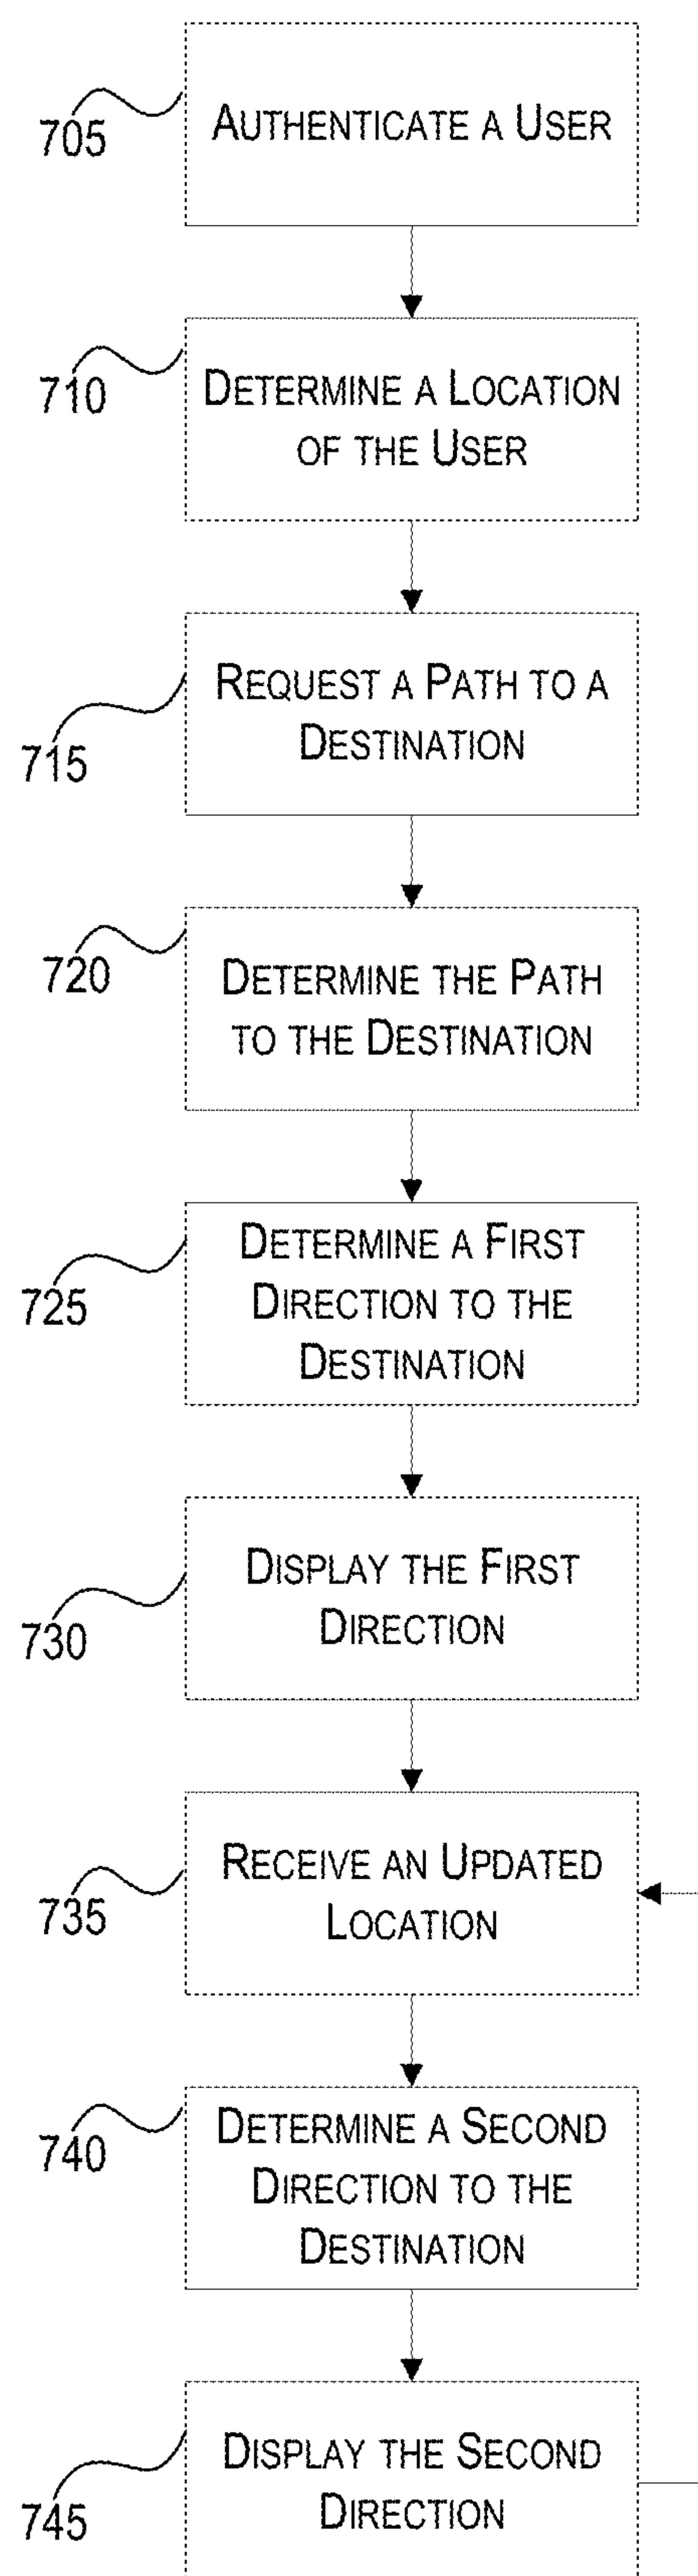 AUTHENTICATE A USER
705
DETERMINE A LOCATION
OF THE USER
710
REQUEST A PATH TO A
DESTINATION
715
DETERMINE THE PATH
TO THE DESTINATION
720
DETERMINE A FIRST
DIRECTION TO THE
DESTINATION
725
DISPLAY THE FIRST
DIRECTION
730
RECEIVE AN UPDATED
LOCATION
735
DETERMINE A SECOND
DIRECTION TO THE
DESTINATION
740
DISPLAY THE SECOND
DIRECTION
745